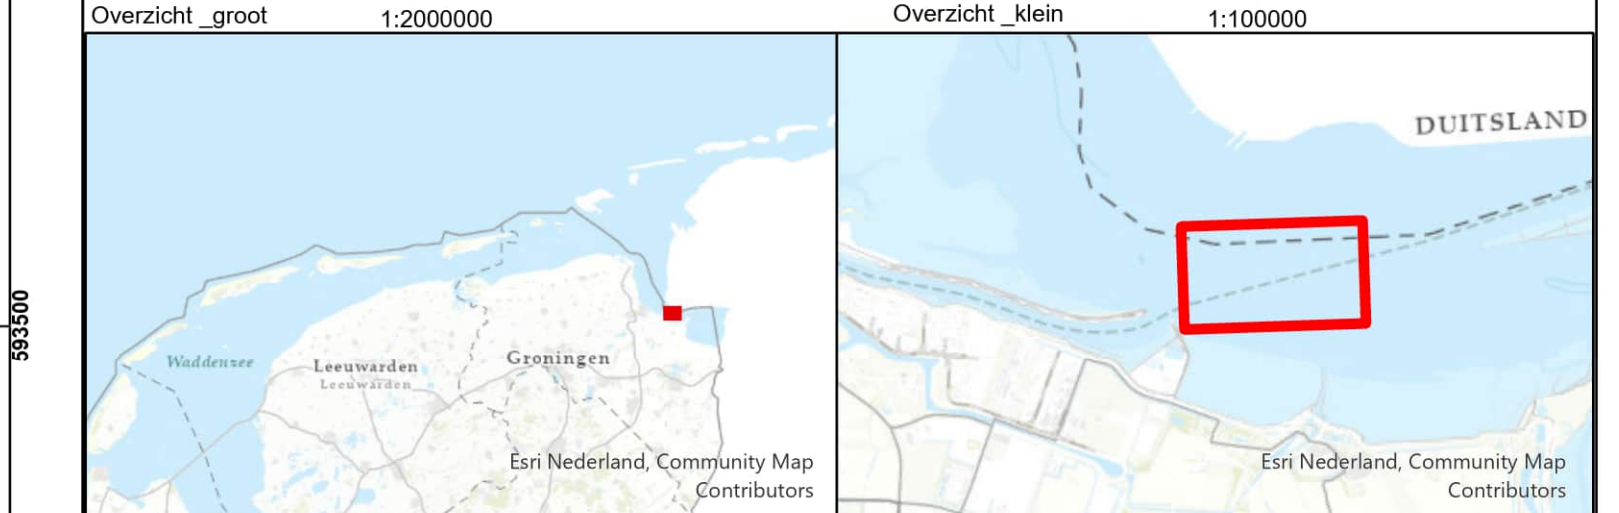 Overzicht _groot 1:2000000
Overzicht _klein 1:100000
593500
DUITSLAND
Waddenzee
Leeuwarden
Leeuwarden
Groningen
Esri Nederland, Community Map
Contributors
Esri Nederland, Community Map
Contributors